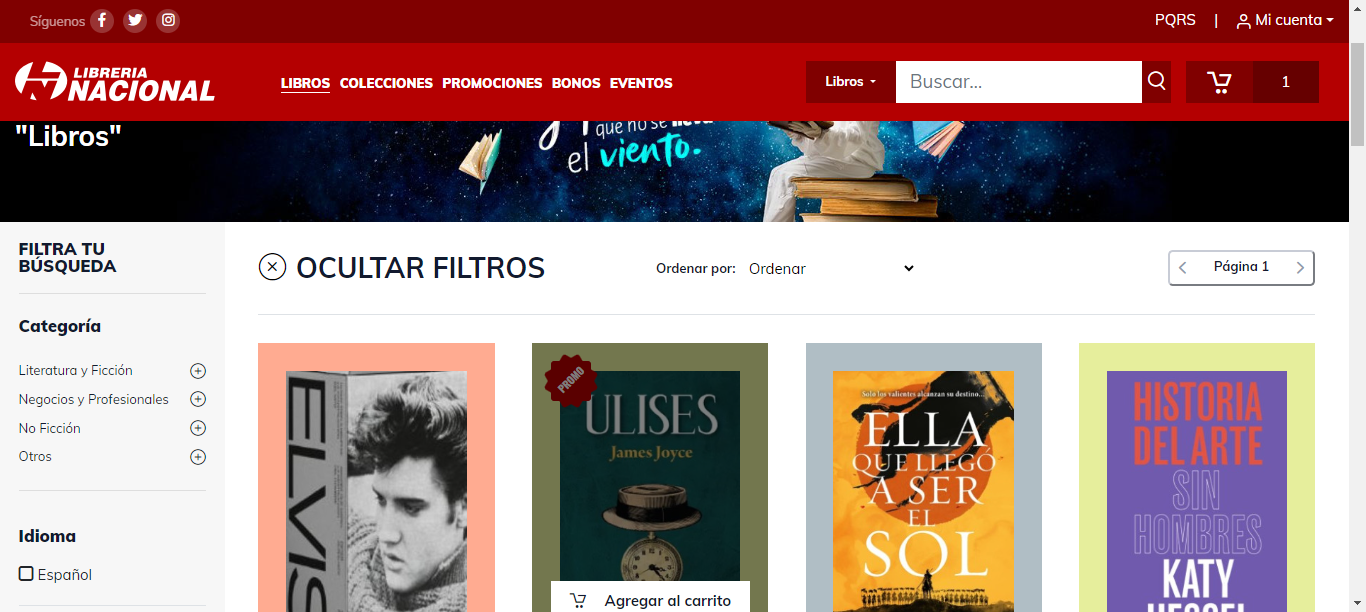 Síguenos
PQRS | Mi cuenta
LIBRERIA
NACIONAL
LIBROS COLECCIONES PROMOCIONES BONOS EVENTOS
Libros
Buscar...
1
"Libros"
que no se lleva
el viento.
FILTRA TU
BÚSQUEDA
OCULTAR FILTROS
Ordenar por: Ordenar
Página 1
Categoría
Literatura y Ficción
Negocios y Profesionales
No Ficción
Otros
Idioma
Español
ELVIS
PROMO
ULISES
James Joyce
Agregar al carrito
Solo los valientes alcanzan su destino...
ELLA
QUE LLEGÓ
A SER
EL
SOL
HISTORIA
DEL ARTE
SIN
HOMBRES
KATY
HESSEL